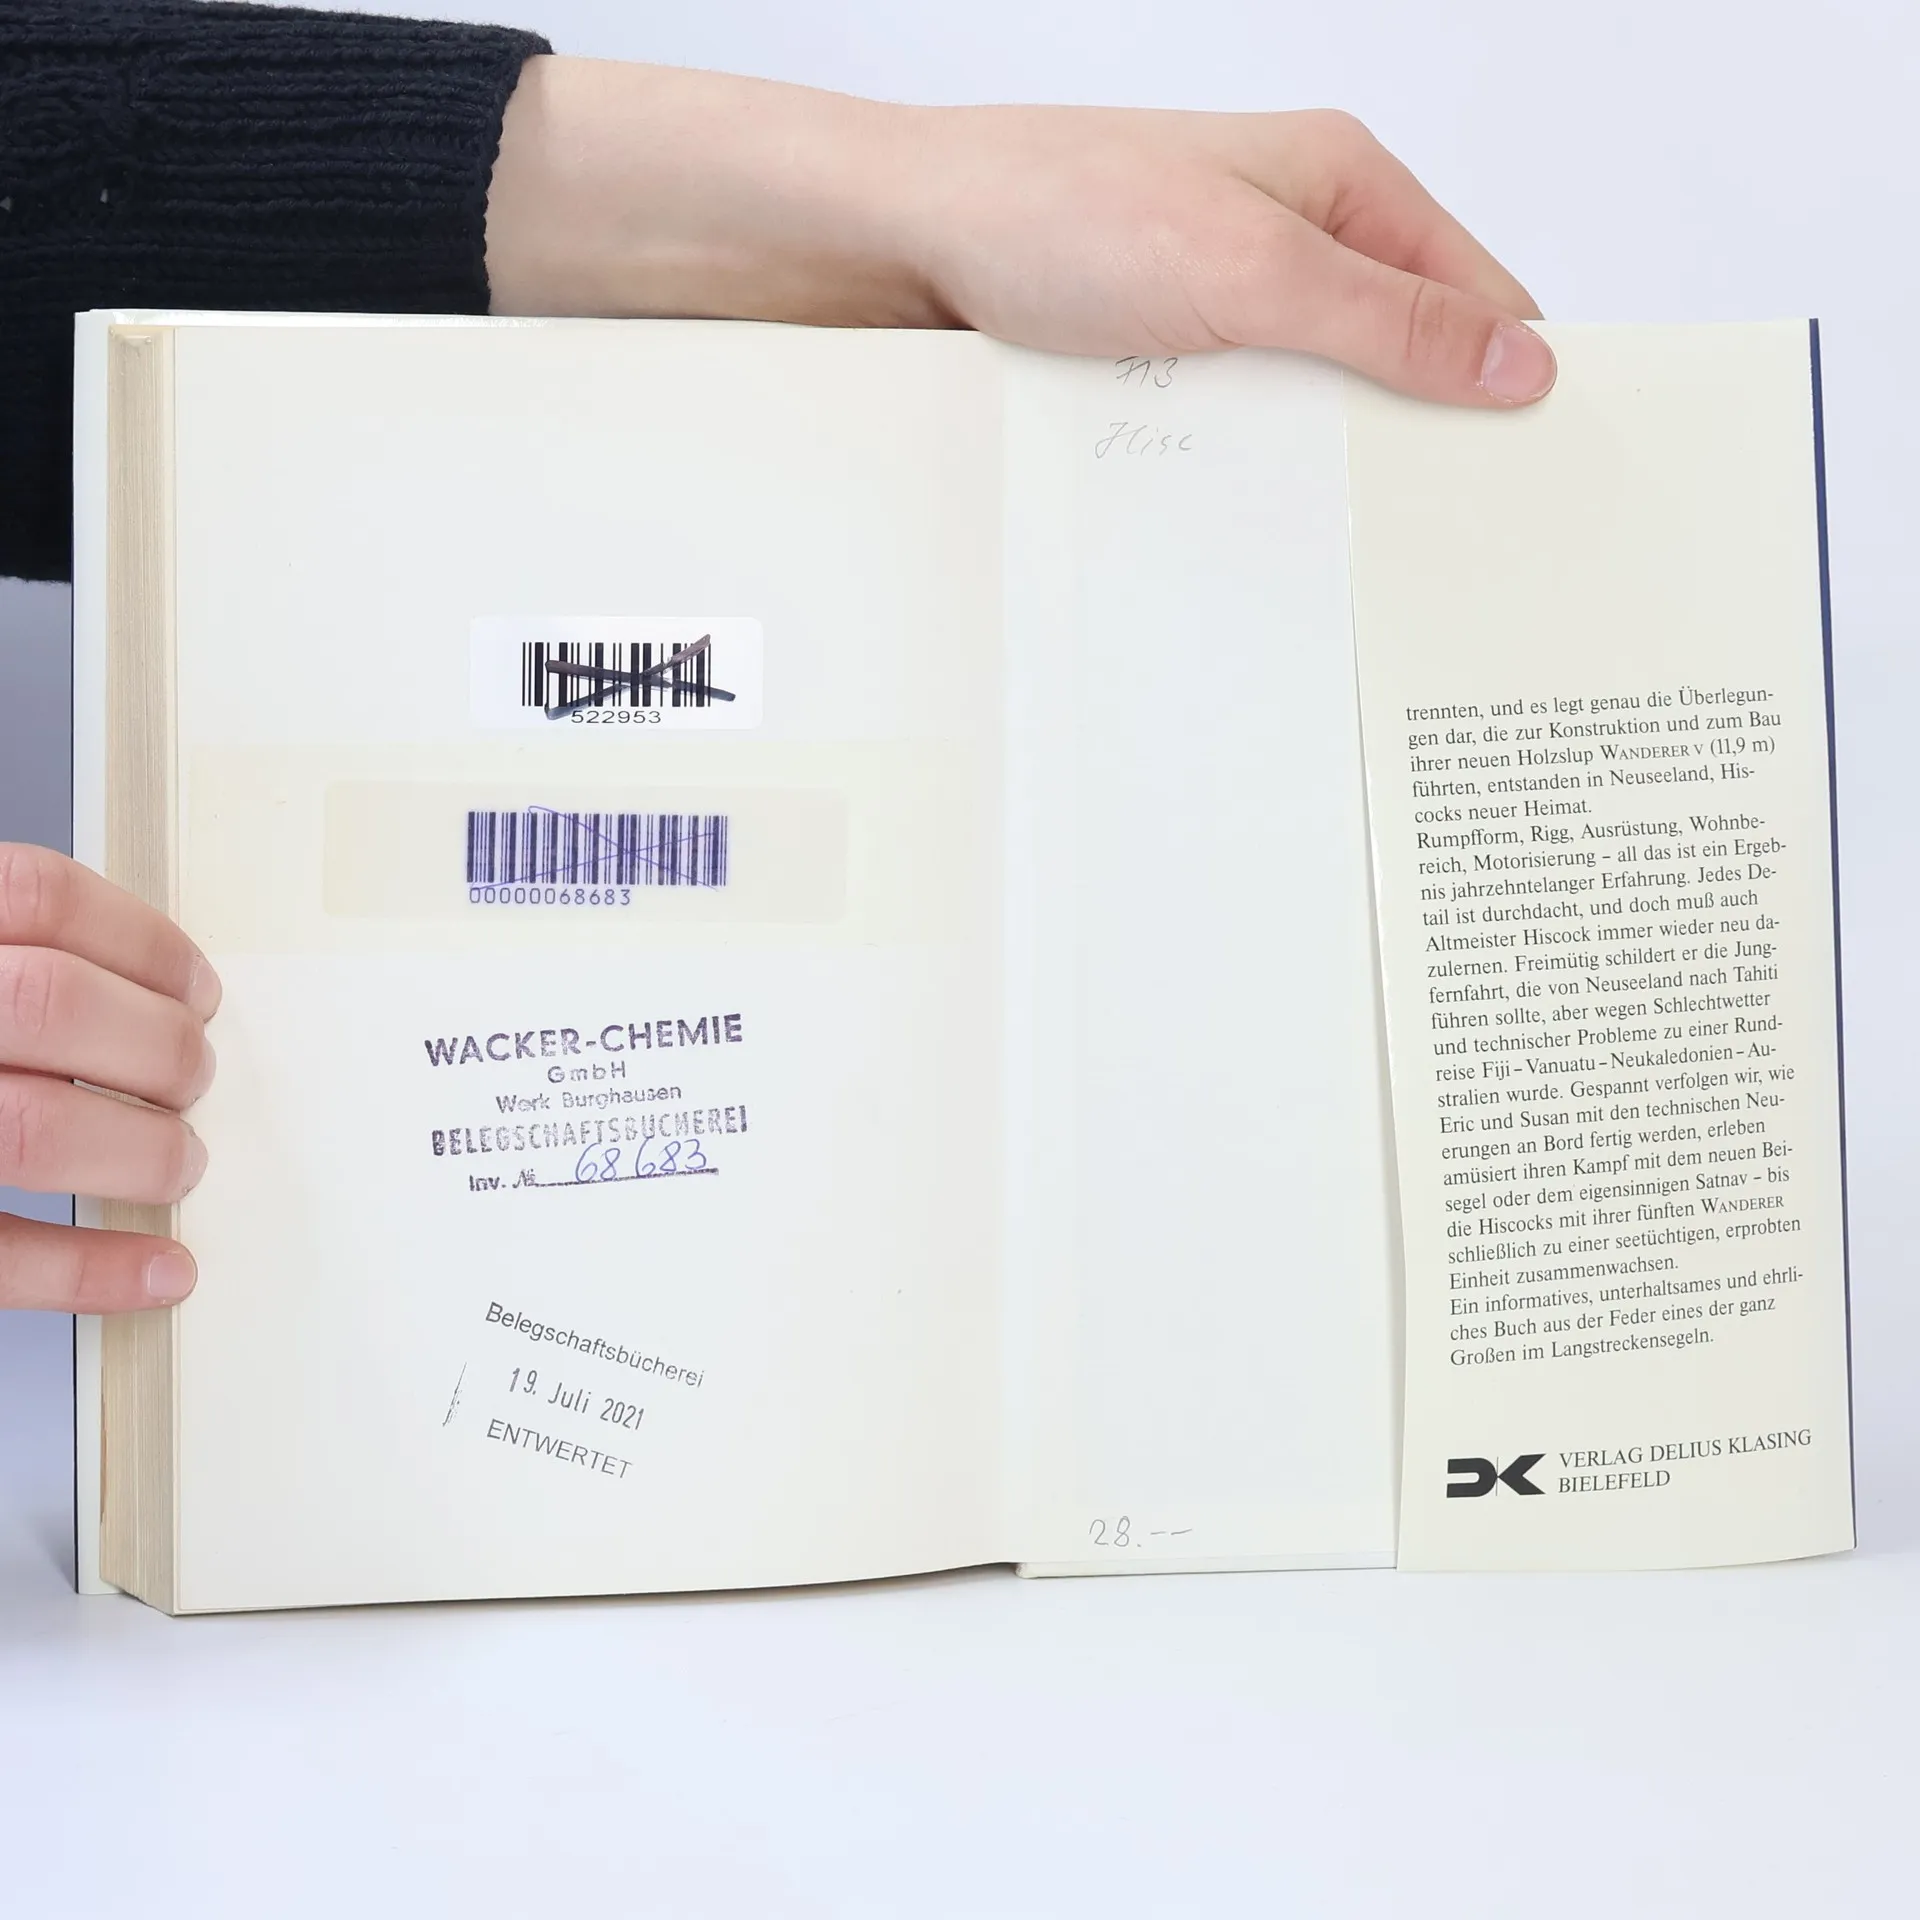 522953
00000068683
WACKER-CHEMIE
GmbH
Werk Burghausen
BELEGSCHAFTSBÜCHEREI
Inv. № 68 683
Belegschaftsbücherei
19. Juli 2021
ENTWERTET
Hisc
28.--
trennten, und es legt genau die Überlegun-
gen dar, die zur Konstruktion und zum Bau
ihrer neuen Holzslup WANDERER V (11,9 m)
führten, entstanden in Neuseeland, His-
cocks neuer Heimat.
Rumpfform, Rigg, Ausrüstung, Wohnbe-
reich, Motorisierung – all das ist ein Ergeb-
nis jahrzehntelanger Erfahrung. Jedes De-
tail ist durchdacht, und doch muß auch
Altmeister Hiscock immer wieder neu da-
zulernen. Freimütig schildert er die Jung-
fernfahrt, die von Neuseeland nach Tahiti
führen sollte, aber wegen Schlechtwetter
und technischer Probleme zu einer Rund-
reise Fiji – Vanuatu – Neukaledonien – Au-
stralien wurde. Gespannt verfolgen wir, wie
Eric und Susan mit den technischen Neu-
erungen an Bord fertig werden, erleben
amüsiert ihren Kampf mit dem neuen Bei-
segel oder dem eigensinnigen Satnav – bis
die Hiscocks mit ihrer fünften WANDERER
schließlich zu einer seetüchtigen, erprobten
Einheit zusammenwachsen.
Ein informatives, unterhaltsames und ehrli-
ches Buch aus der Feder eines der ganz
Großen im Langstreckensegeln.
DK VERLAG DELIUS KLASING
BIELEFELD